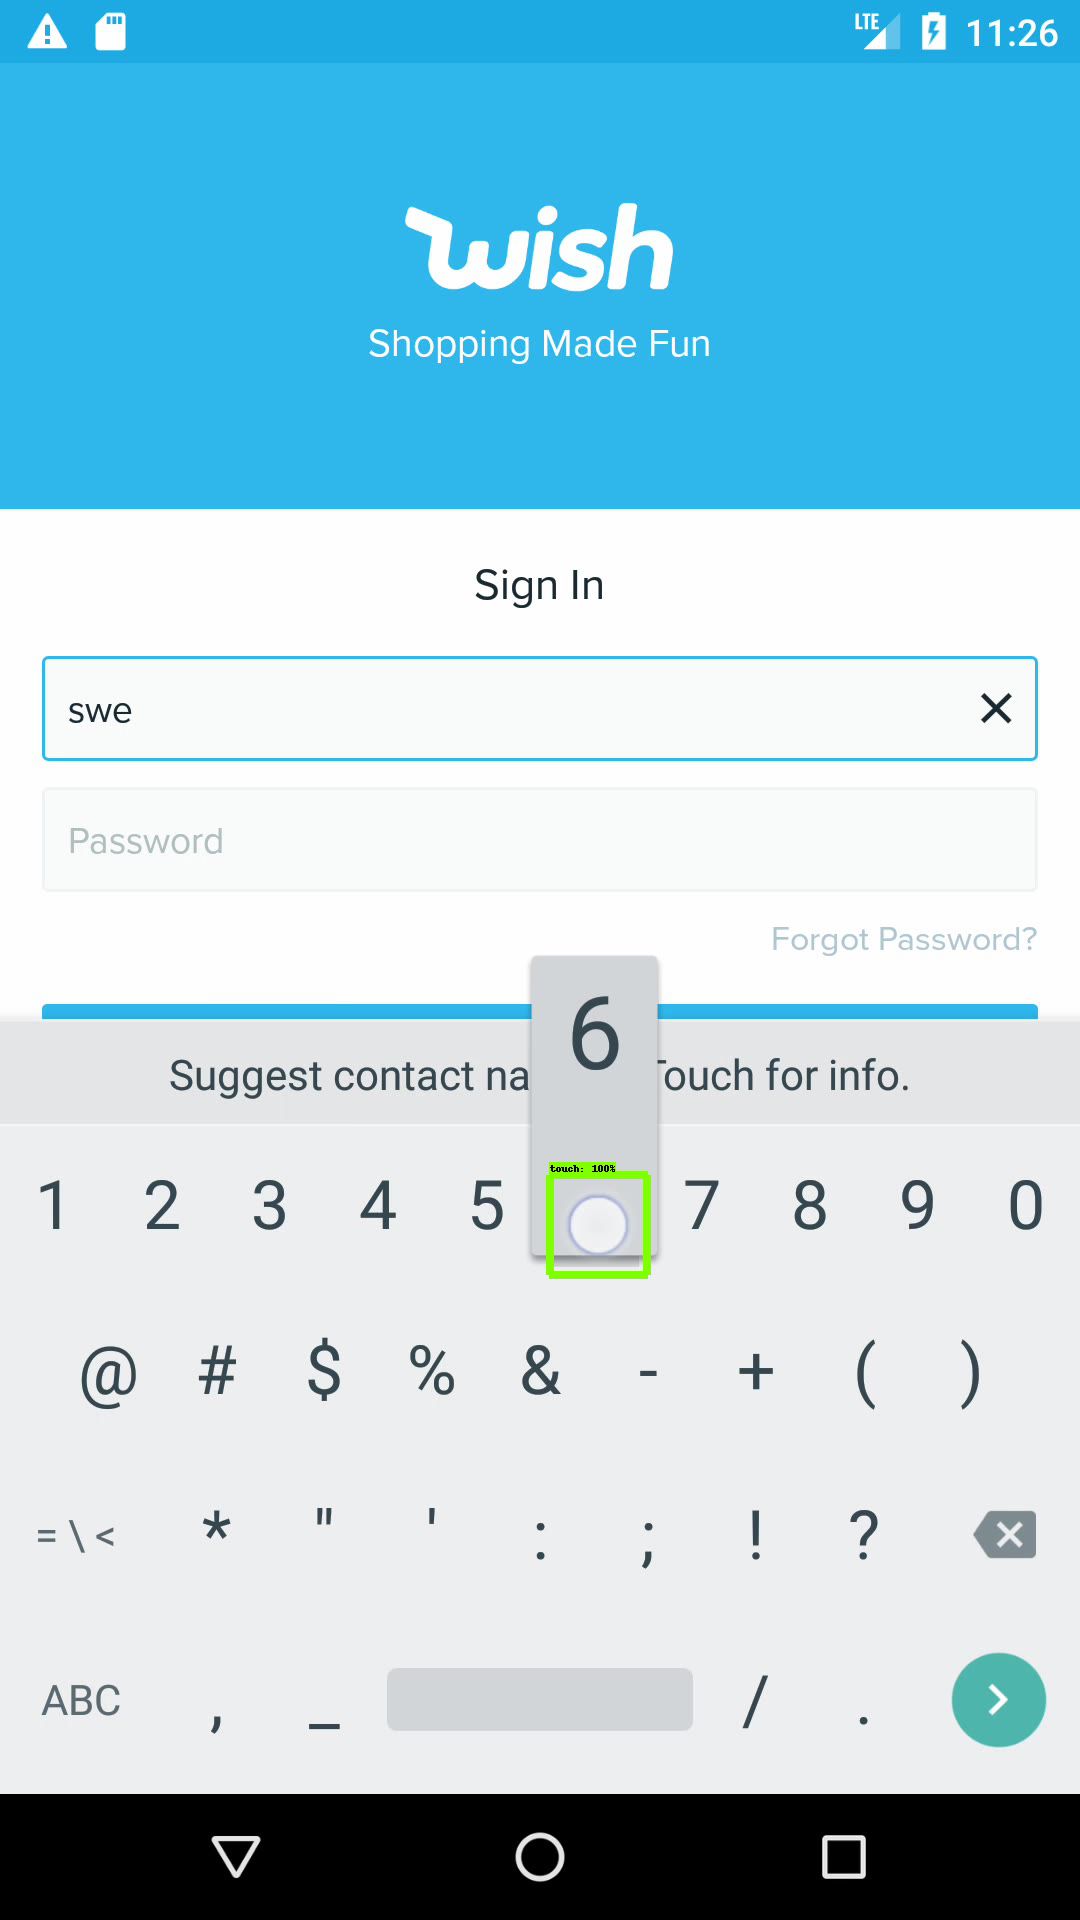 LTE 11:26
wish
Shopping Made Fun
Sign In
swe
Password
Forgot Password?
6
Suggest contact na Touch for info.
touch: 100%
1 2 3 4 5 7 8 9 0
@ # $ % & - + ( )
= \ < * " ' : ; ! ?
ABC , _ / .